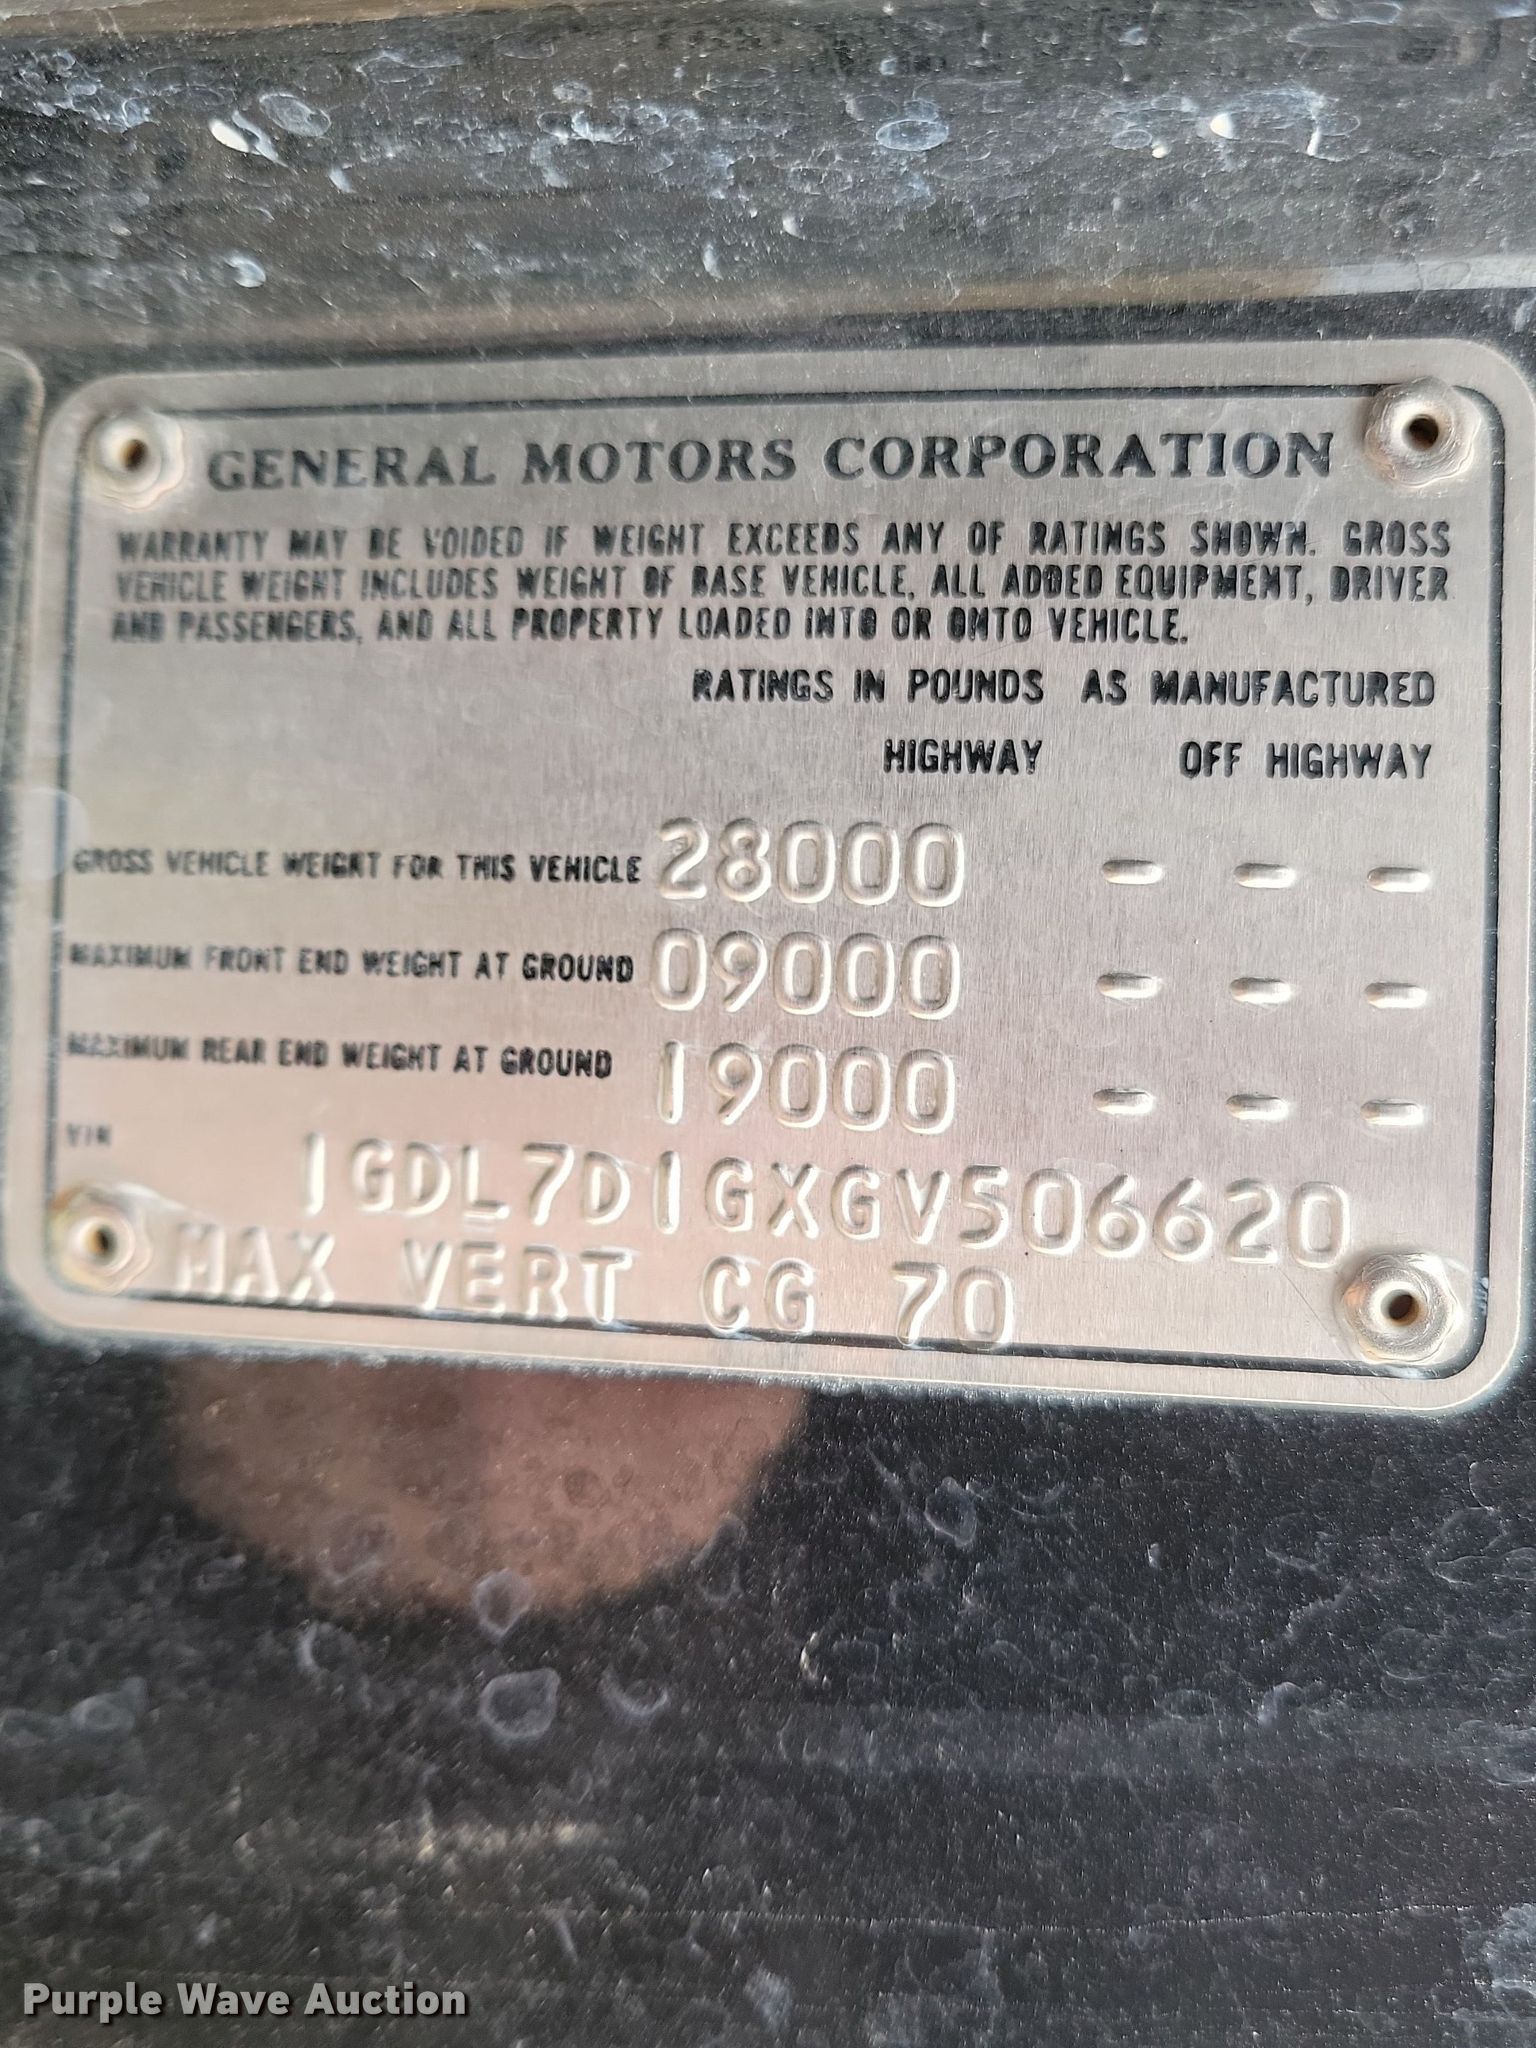 GENERAL MOTORS CORPORATION
WARRANTY MAY BE VOIDED IF WEIGHT EXCEEDS ANY OF RATINGS SHOWN. GROSS
VEHICLE WEIGHT INCLUDES WEIGHT OF BASE VEHICLE, ALL ADDED EQUIPMENT, DRIVER
AND PASSENGERS, AND ALL PROPERTY LOADED INTO OR ONTO VEHICLE.
RATINGS IN POUNDS AS MANUFACTURED
HIGHWAY OFF HIGHWAY
GROSS VEHICLE WEIGHT FOR THIS VEHICLE 28000 - - -
MAXIMUM FRONT END WEIGHT AT GROUND 09000 - - -
MAXIMUM REAR END WEIGHT AT GROUND 19000 - - -
VIN 1GDL7D1GXGV506620
MAX VERT CG 70
Purple Wave Auction